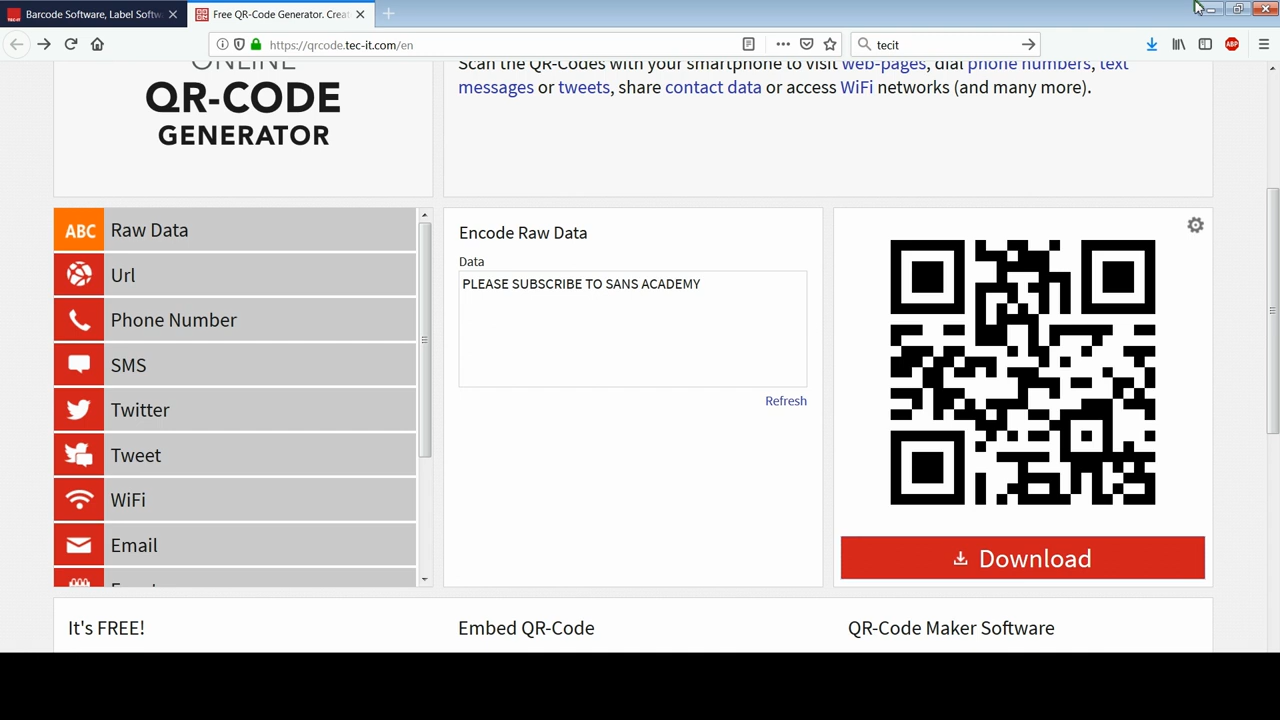 Barcode Software, Label Softw
Free QR-Code Generator. Creat
https://qrcode.tec-it.com/en
tecit
ABP
ONLINE
QR-CODE
GENERATOR
Scan the QR-Codes with your smartphone to visit web-pages, dial phone numbers, text
messages or tweets, share contact data or access WiFi networks (and many more).
ABC Raw Data
Url
Phone Number
SMS
Twitter
Tweet
WiFi
Email
Encode Raw Data
Data
PLEASE SUBSCRIBE TO SANS ACADEMY
Refresh
Download
It's FREE!
Embed QR-Code
QR-Code Maker Software